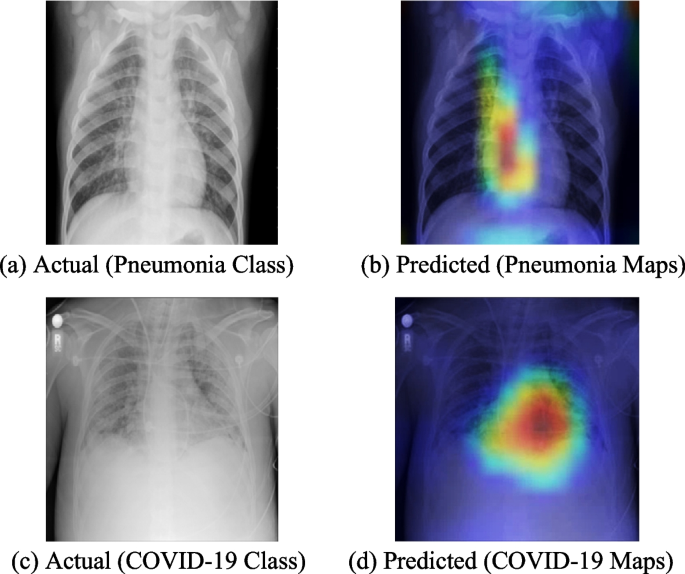 (a) Actual (Pneumonia Class)
(b) Predicted (Pneumonia Maps)
R
R
(c) Actual (COVID-19 Class)
(d) Predicted (COVID-19 Maps)